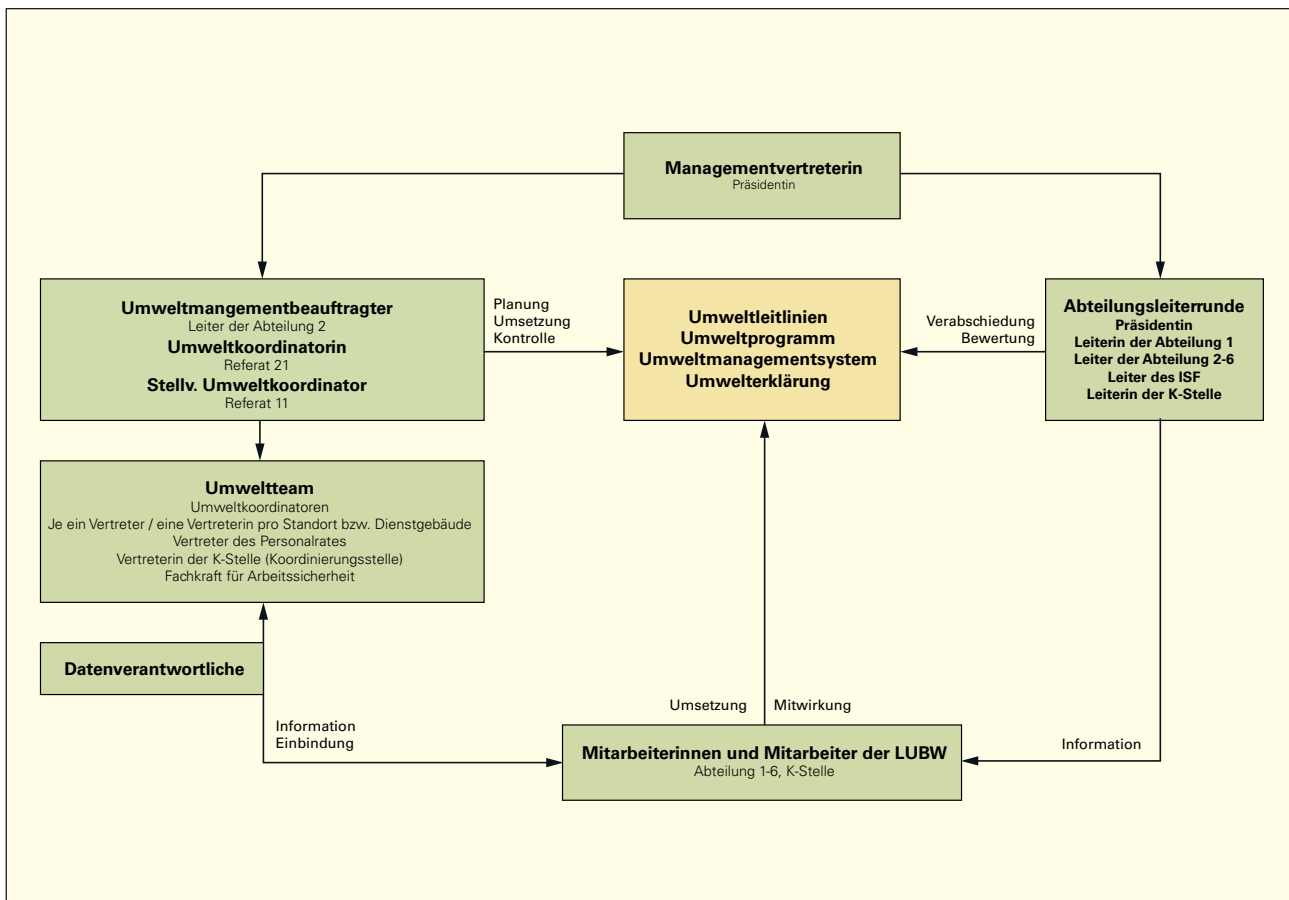 Managementvertreterin
Präsidentin
Umweltmangementbeauftragter
Leiter der Abteilung 2
Umweltkoordinatorin
Referat 21
Stellv. Umweltkoordinator
Referat 11
Planung
Umsetzung
Kontrolle
Umweltleitlinien
Umweltprogramm
Umweltmanagementsystem
Umwelterklärung
Verabschiedung
Bewertung
Abteilungsleiterrunde
Präsidentin
Leiterin der Abteilung 1
Leiter der Abteilung 2-6
Leiter des ISF
Leiterin der K-Stelle
Umweltteam
Umweltkoordinatoren
Je ein Vertreter / eine Vertreterin pro Standort bzw. Dienstgebäude
Vertreter des Personalrates
Vertreterin der K-Stelle (Koordinierungsstelle)
Fachkraft für Arbeitssicherheit
Datenverantwortliche
Information
Einbindung
Umsetzung
Mitwirkung
Mitarbeiterinnen und Mitarbeiter der LUBW
Abteilung 1-6, K-Stelle
Information